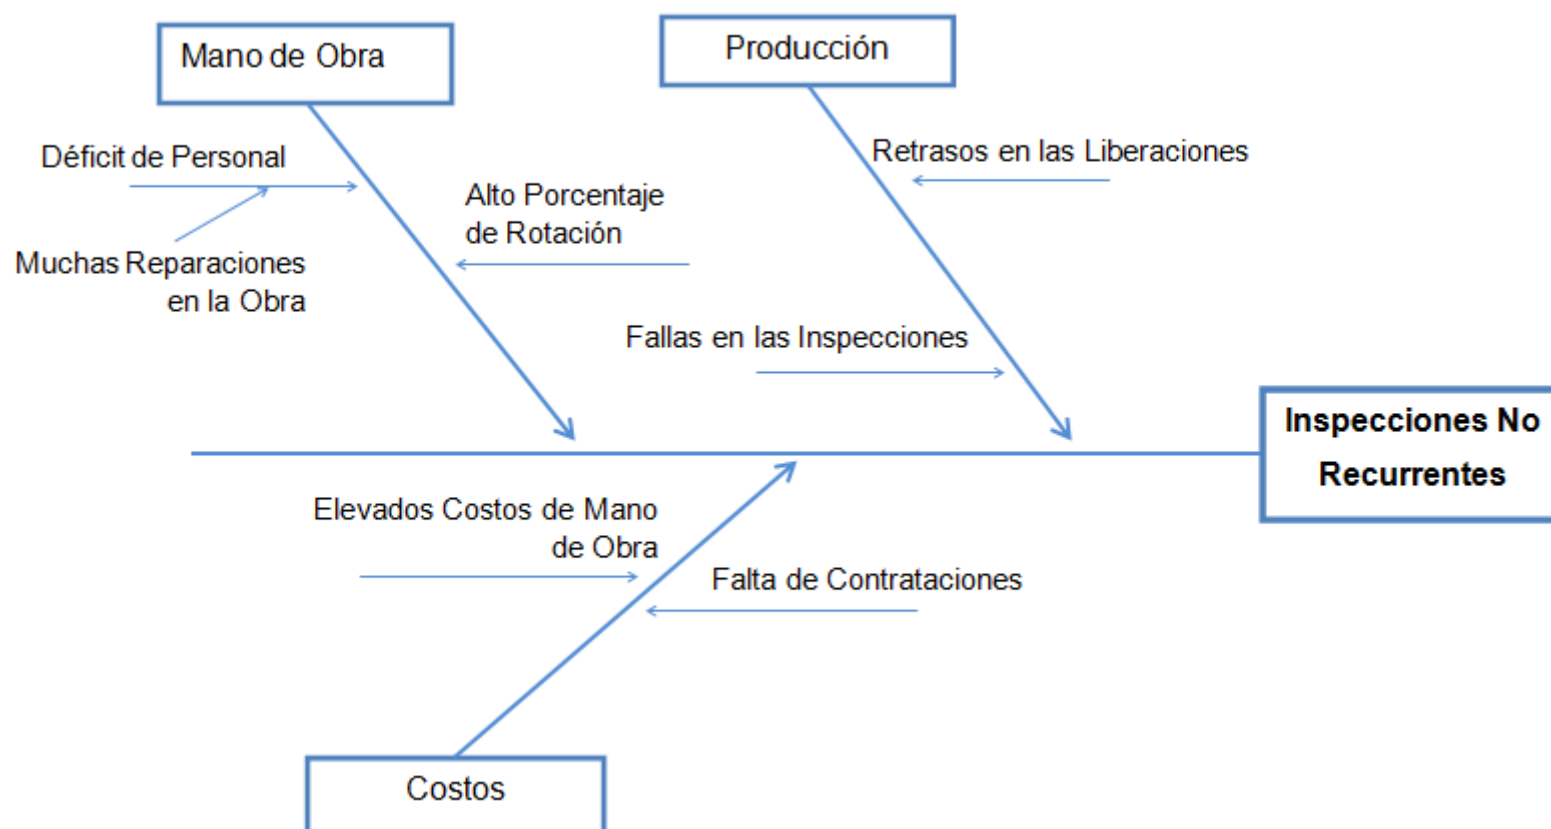 Mano de Obra
Producción
Déficit de Personal
Muchas Reparaciones
en la Obra
Alto Porcentaje
de Rotación
Retrasos en las Liberaciones
Fallas en las Inspecciones
Inspecciones No
Recurrentes
Elevados Costos de Mano
de Obra
Falta de Contrataciones
Costos